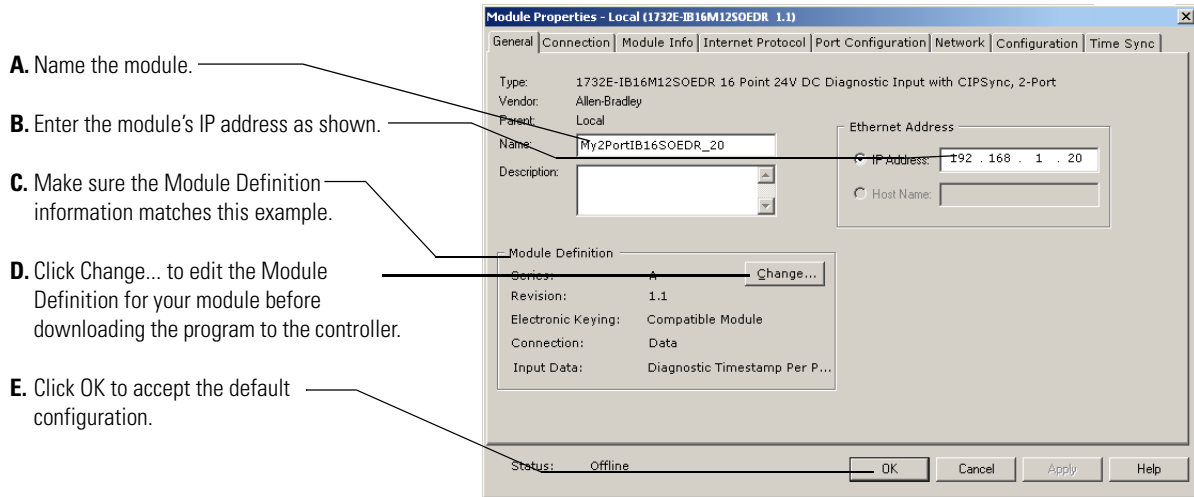 Module Properties - Local (1732E-IB16M12SOEDR 1.1)
General Connection Module Info Internet Protocol Port Configuration Network Configuration Time Sync
A. Name the module.
B. Enter the module's IP address as shown.
C. Make sure the Module Definition
information matches this example.
D. Click Change... to edit the Module
Definition for your module before
downloading the program to the controller.
E. Click OK to accept the default
configuration.
Type: 1732E-IB16M12SOEDR 16 Point 24V DC Diagnostic Input with CIPSync, 2-Port
Vendor: Allen-Bradley
Parent: Local
Name: My2PortIB16SOEDR_20
Description:
Ethernet Address
IP Address: 192 . 168 . 1 . 20
Host Name:
Module Definition
Series: A Change...
Revision: 1.1
Electronic Keying: Compatible Module
Connection: Data
Input Data: Diagnostic Timestamp Per P...
Status: Offline
OK Cancel Apply Help